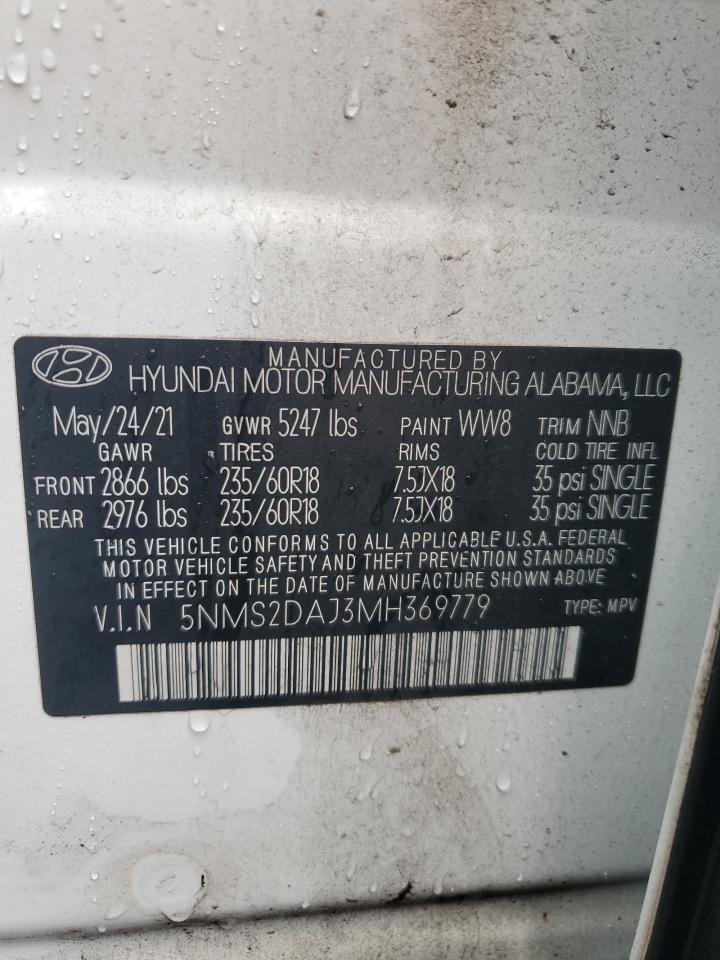 MANUFACTURED BY
HYUNDAI MOTOR MANUFACTURING ALABAMA, LLC
May/24/21 GVWR 5247 lbs PAINT WW8 TRIM NNB
GAWR TIRES RIMS COLD TIRE INFL
FRONT 2866 lbs 235/60R18 7.5JX18 35 psi SINGLE
REAR 2976 lbs 235/60R18 7.5JX18 35 psi SINGLE
THIS VEHICLE CONFORMS TO ALL APPLICABLE U.S.A. FEDERAL
MOTOR VEHICLE SAFETY AND THEFT PREVENTION STANDARDS
IN EFFECT ON THE DATE OF MANUFACTURE SHOWN ABOVE
V.I.N 5NMS2DAJ3MH369779 TYPE: MPV